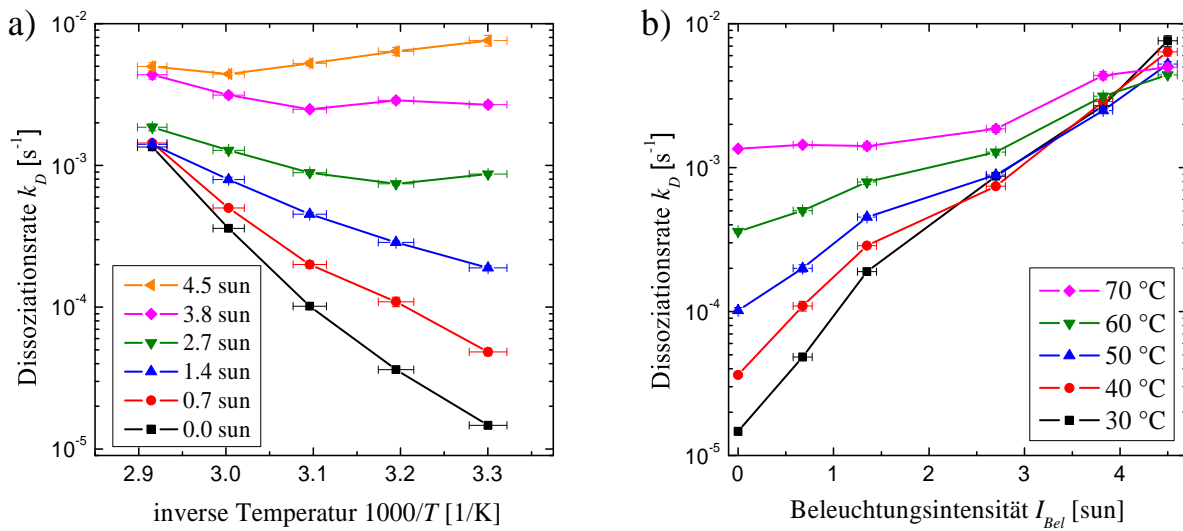 a)
Dissoziationsrate k_D [s⁻¹]
10⁻²
10⁻³
10⁻⁴
10⁻⁵
4.5 sun
3.8 sun
2.7 sun
1.4 sun
0.7 sun
0.0 sun
2.9 3.0 3.1 3.2 3.3
inverse Temperatur 1000/T [1/K]
b)
Dissoziationsrate k_D [s⁻¹]
10⁻²
10⁻³
10⁻⁴
10⁻⁵
70 °C
60 °C
50 °C
40 °C
30 °C
0 1 2 3 4
Beleuchtungsintensität I_Bel [sun]